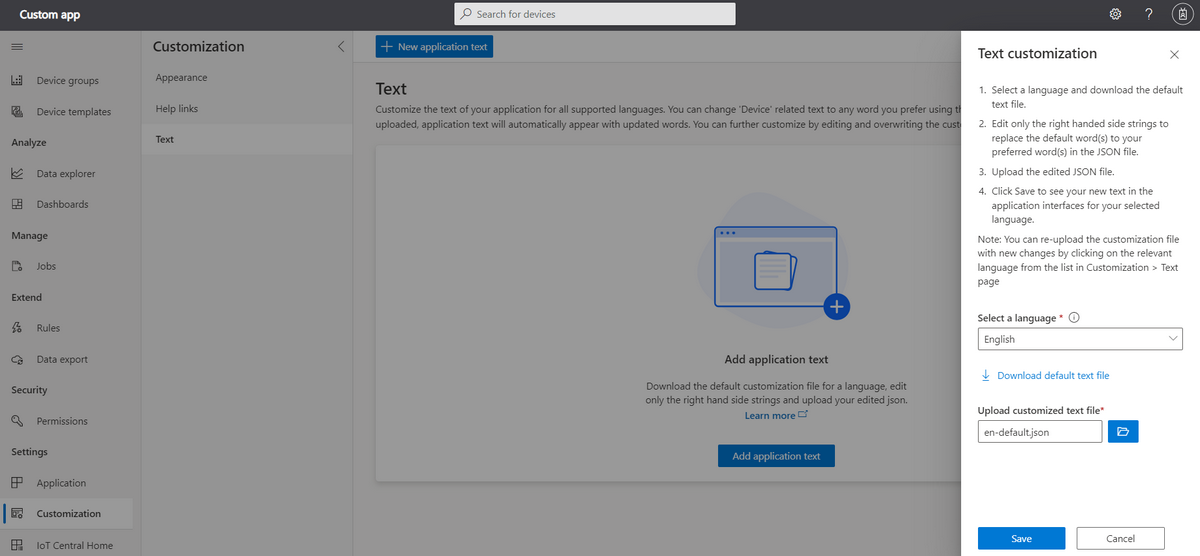 Custom app
Search for devices
?
Device groups
Device templates
Analyze
Data explorer
Dashboards
Manage
Jobs
Extend
Rules
Data export
Security
Permissions
Settings
Application
Customization
IoT Central Home
Customization
Appearance
Help links
Text
New application text
Text
Customize the text of your application for all supported languages. You can change 'Device' related text to any word you prefer using th
uploaded, application text will automatically appear with updated words. You can further customize by editing and overwriting the cust
Add application text
Download the default customization file for a language, edit
only the right hand side strings and upload your edited json.
Learn more
Add application text
Text customization
1. Select a language and download the default
text file.
2. Edit only the right handed side strings to
replace the default word(s) to your
preferred word(s) in the JSON file.
3. Upload the edited JSON file.
4. Click Save to see your new text in the
application interfaces for your selected
language.
Note: You can re-upload the customization file
with new changes by clicking on the relevant
language from the list in Customization > Text
page
Select a language *
English
Download default text file
Upload customized text file*
en-default.json
Save
Cancel